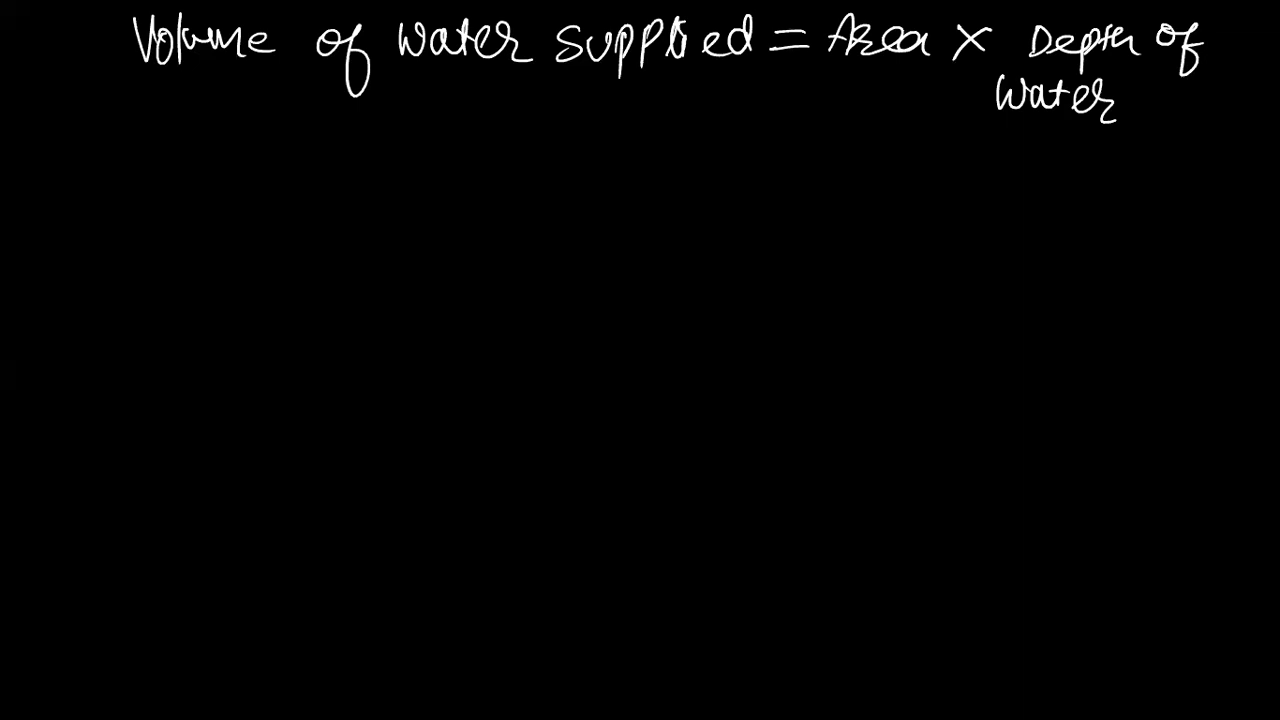 Volume of water supplied = Area × Depth of
water